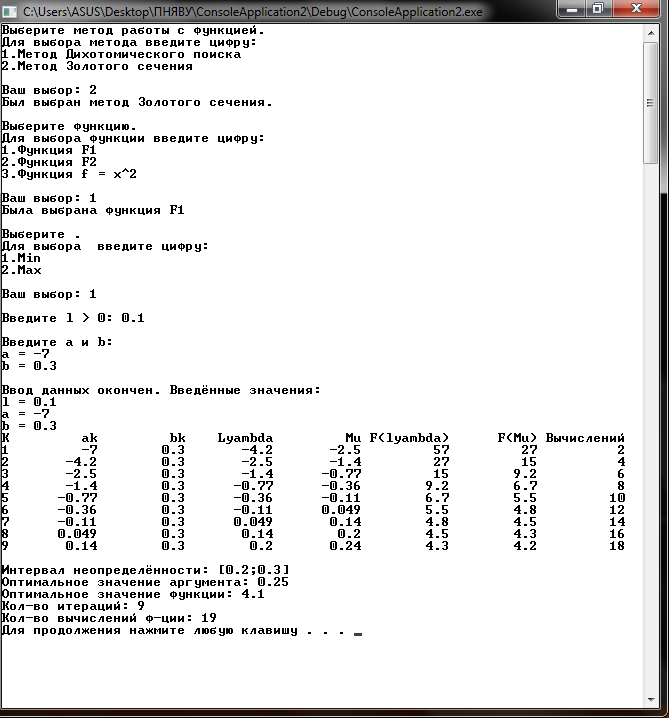 C:\Users\ASUS\Desktop\ПНЯВУ\ConsoleApplication2\Debug\ConsoleApplication2.exe
Выберите метод работы с функцией.
Для выбора метода введите цифру:
1.Метод Дихотомического поиска
2.Метод Золотого сечения
Ваш выбор: 2
Был выбран метод Золотого сечения.
Выберите функцию.
Для выбора функции введите цифру:
1.Функция F1
2.Функция F2
3.Функция f = x^2
Ваш выбор: 1
Была выбрана функция F1
Выберите .
Для выбора  введите цифру:
1.Min
2.Max
Ваш выбор: 1
Введите l > 0: 0.1
Введите a и b:
a = -7
b = 0.3
Ввод данных окончен. Введённые значения:
l = 0.1
a = -7
b = 0.3
K ak bk Lyambda Mu F(lyambda) F(Mu) Вычислений
1 -7 0.3 -4.2 -2.5 57 27 2
2 -4.2 0.3 -2.5 -1.4 27 15 4
3 -2.5 0.3 -1.4 -0.77 15 9.2 6
4 -1.4 0.3 -0.77 -0.36 9.2 6.7 8
5 -0.77 0.3 -0.36 -0.11 6.7 5.5 10
6 -0.36 0.3 -0.11 0.049 5.5 4.8 12
7 -0.11 0.3 0.049 0.14 4.8 4.5 14
8 0.049 0.3 0.14 0.2 4.5 4.3 16
9 0.14 0.3 0.2 0.24 4.3 4.2 18
Интервал неопределённости: [0.2;0.3]
Оптимальное значение аргумента: 0.25
Оптимальное значение функции: 4.1
Кол-во итераций: 9
Кол-во вычислений ф-ции: 19
Для продолжения нажмите любую клавишу . . .